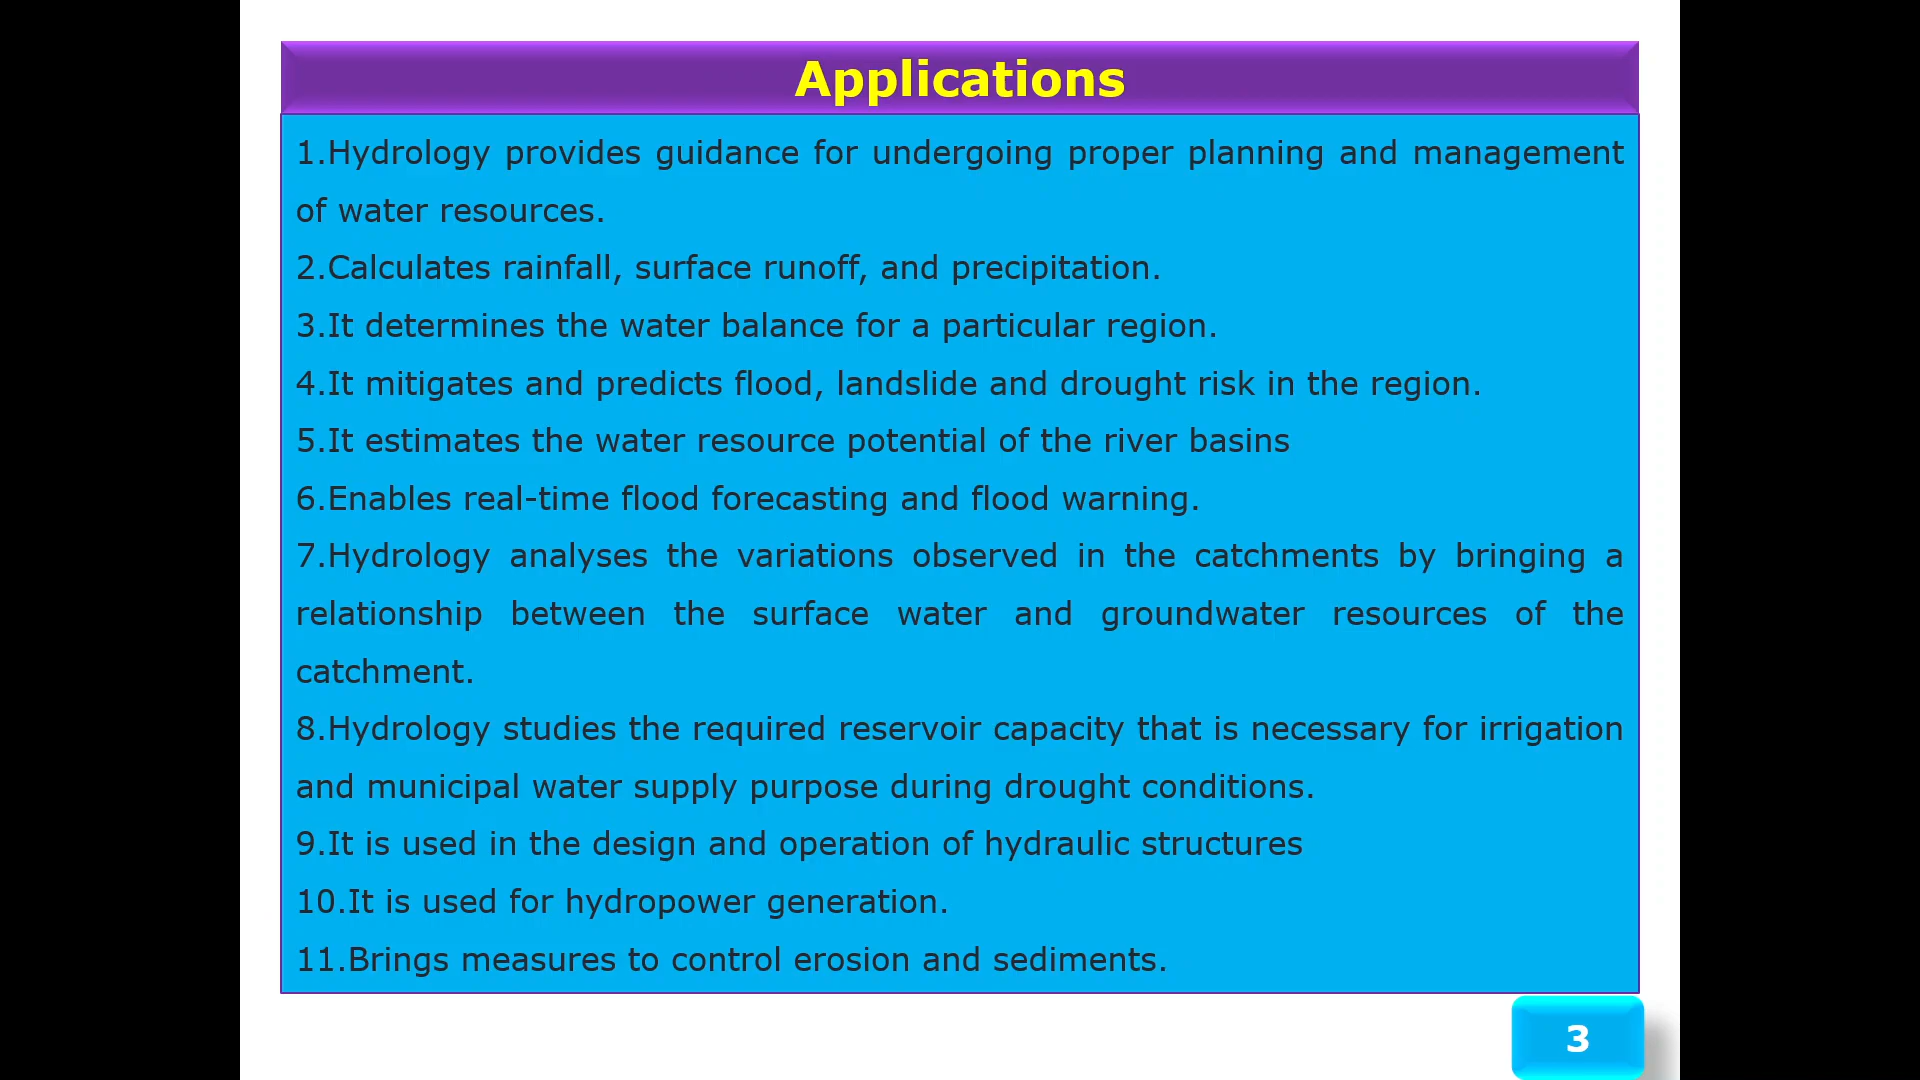 Applications
1.Hydrology provides guidance for undergoing proper planning and management
of water resources.
2.Calculates rainfall, surface runoff, and precipitation.
3.It determines the water balance for a particular region.
4.It mitigates and predicts flood, landslide and drought risk in the region.
5.It estimates the water resource potential of the river basins
6.Enables real-time flood forecasting and flood warning.
7.Hydrology analyses the variations observed in the catchments by bringing a
relationship between the surface water and groundwater resources of the
catchment.
8.Hydrology studies the required reservoir capacity that is necessary for irrigation
and municipal water supply purpose during drought conditions.
9.It is used in the design and operation of hydraulic structures
10.It is used for hydropower generation.
11.Brings measures to control erosion and sediments.
3